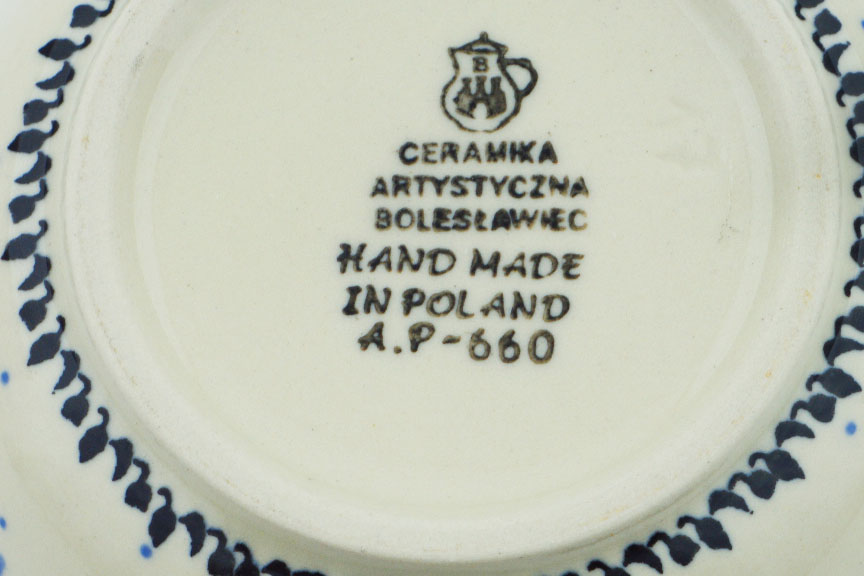 B
CERAMIKA
ARTYSTYCZNA
BOLESŁAWIEC
HAND MADE
IN POLAND
A.P-660